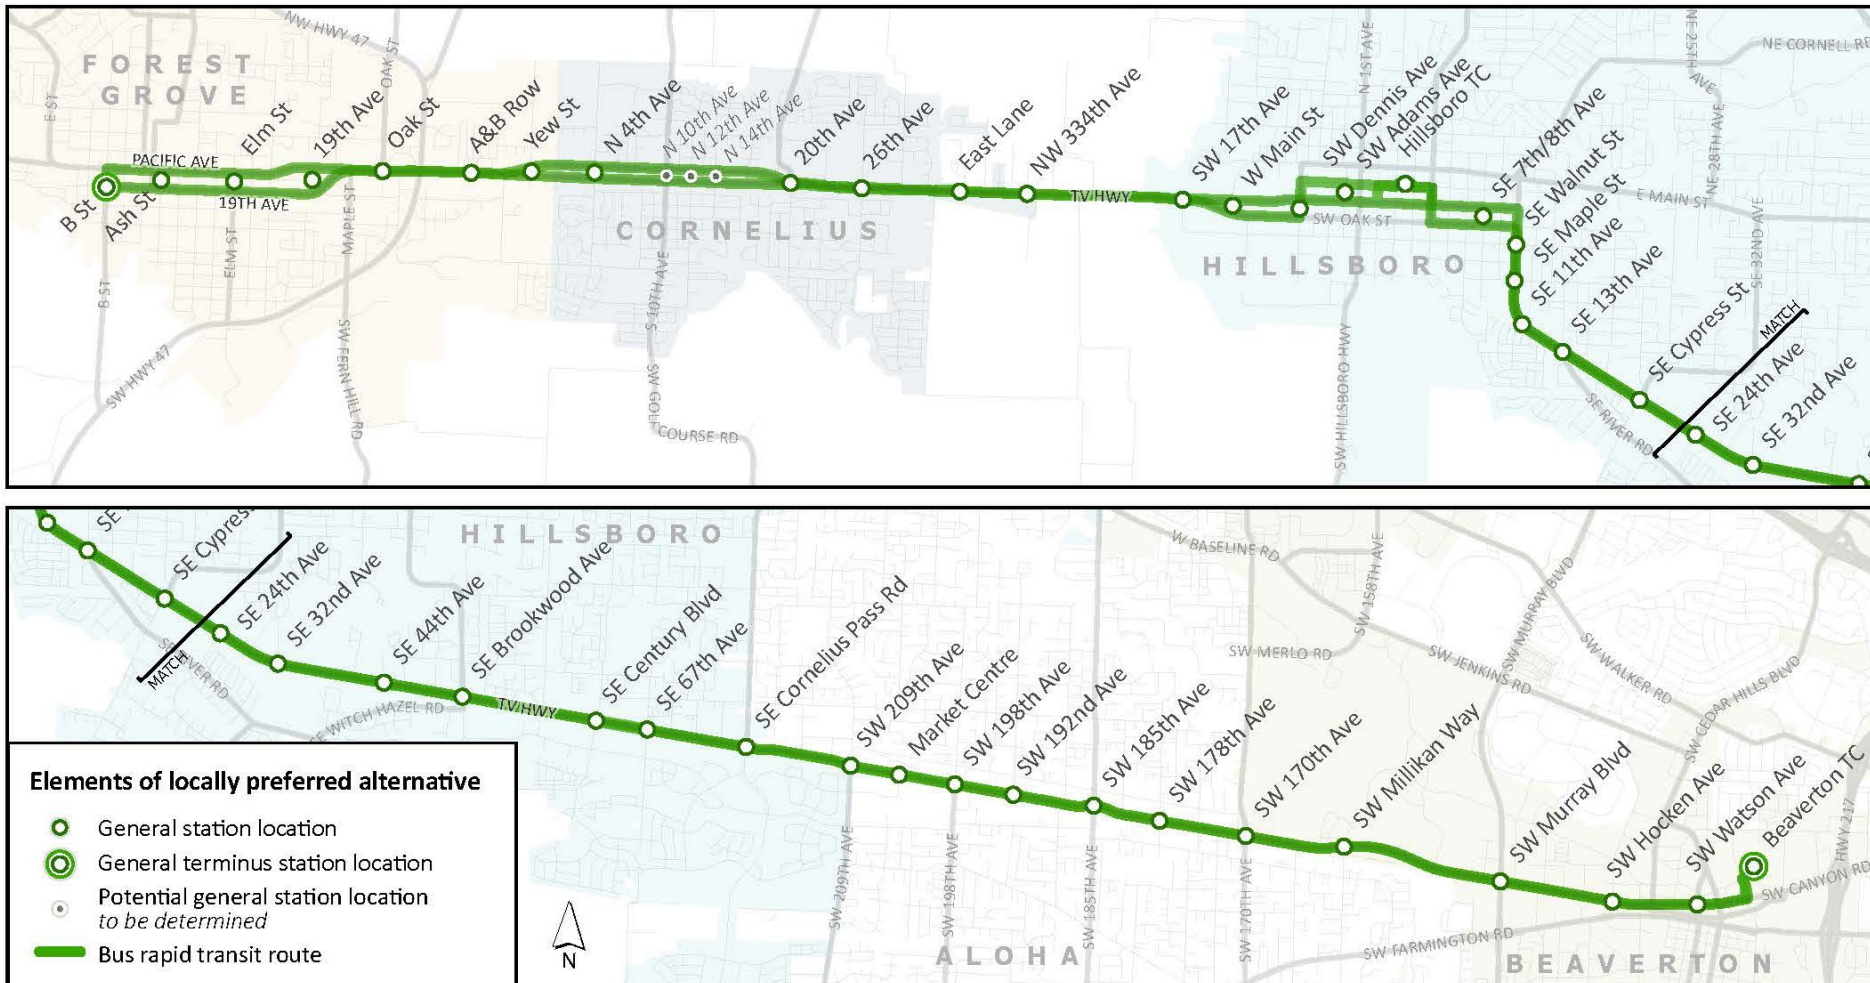 FOREST
GROVE
NW HWY 47
OAK ST
E ST
Elm St
19th Ave
Oak St
A&B Row
Yew St
N 4th Ave
N 10th Ave
N 12th Ave
N 14th Ave
20th Ave
26th Ave
East Lane
NW 334th Ave
SW 17th Ave
W Main St
N 1ST AVE
SW Dennis Ave
SW Adams Ave
Hillsboro TC
SE 7th/8th Ave
SE Walnut St
SE Maple St
SE 11th Ave
SE 13th Ave
SE Cypress St
NE 25TH AVE
NE CORNELL RD
NE 28TH AVE
E MAIN ST
SE 32ND AVE
PACIFIC AVE
19TH AVE
B St
Ash St
ELM ST
MAPLE ST
B ST
SW HWY 47
SW FERN HILL RD
CORNELIUS
S 10TH AVE
SW GOLF
COURSE RD
TV HWY
SW OAK ST
HILLSBORO
SW HILLSBORO HWY
SE RIVER RD
MATCH
SE 24th Ave
SE 32nd Ave
HILLSBORO
SE Cypres
MATCH
SE 24th Ave
SE 32nd Ave
SE 44th Ave
SE Brookwood Ave
SE Century Blvd
SE 67th Ave
SE Cornelius Pass Rd
SW 209th Ave
Market Centre
SW 198th Ave
SW 192nd Ave
SW 185th Ave
SW 178th Ave
SW 170th Ave
SW Millikan Way
SW Murray Blvd
SW Hocken Ave
SW Watson Ave
Beaverton TC
W BASELINE RD
SW 158TH AVE
SW MURRAY BLVD
SW MERLO RD
SW JENKINS RD
SW WALKER RD
SW CEDAR HILLS BLVD
HWY 217
SW CANYON RD
TV HWY
SE WITCH HAZEL RD
SW 209TH AVE
SW 198TH AVE
SW 185TH AVE
SW 170TH AVE
SW FARMINGTON RD
ALOHA
BEAVERTON
Elements of locally preferred alternative
General station location
General terminus station location
Potential general station location
to be determined
Bus rapid transit route
N